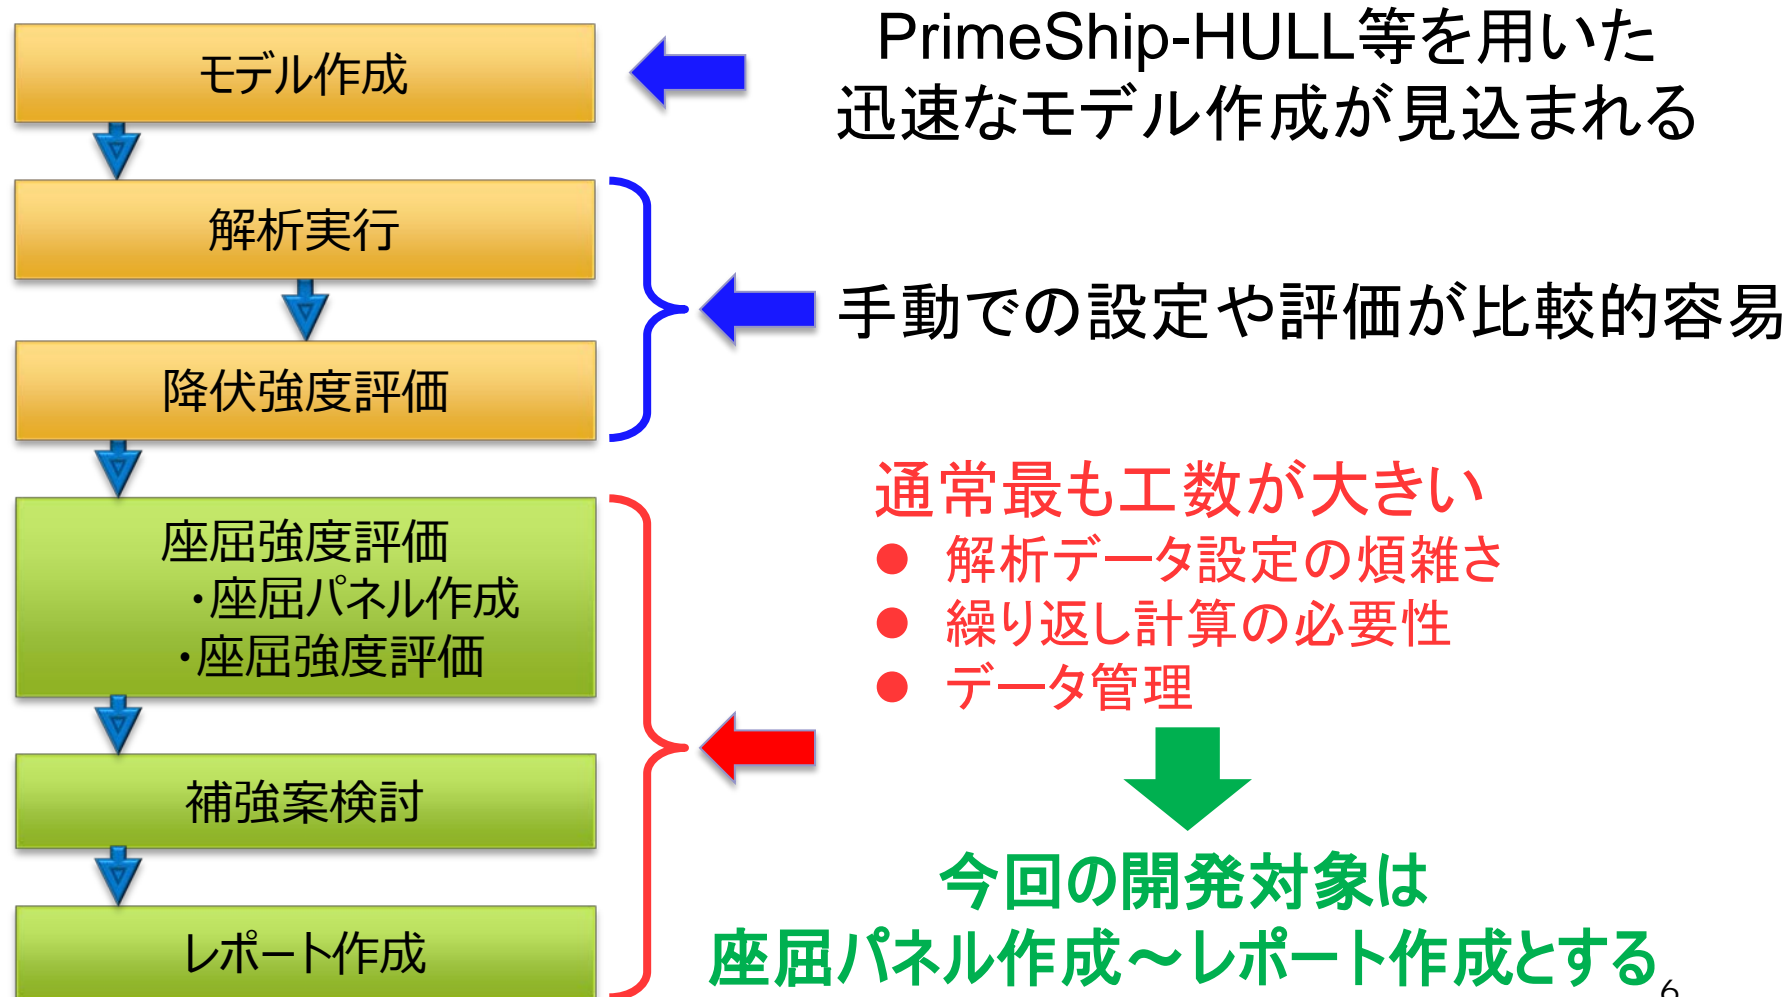 モデル作成
PrimeShip-HULL等を用いた
迅速なモデル作成が見込まれる
解析実行
手動での設定や評価が比較的容易
降伏強度評価
座屈強度評価
・座屈パネル作成
・座屈強度評価
通常最も工数が大きい
● 解析データ設定の煩雑さ
● 繰り返し計算の必要性
● データ管理
補強案検討
今回の開発対象は
座屈パネル作成～レポート作成とする
レポート作成
6